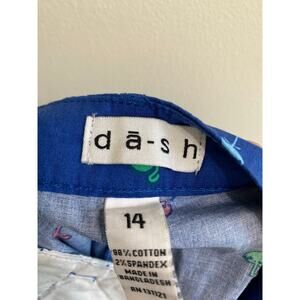 dā-sh
14
98% COTTON
2% SPANDEX
MADE IN
BANGLADESH
RN 131121